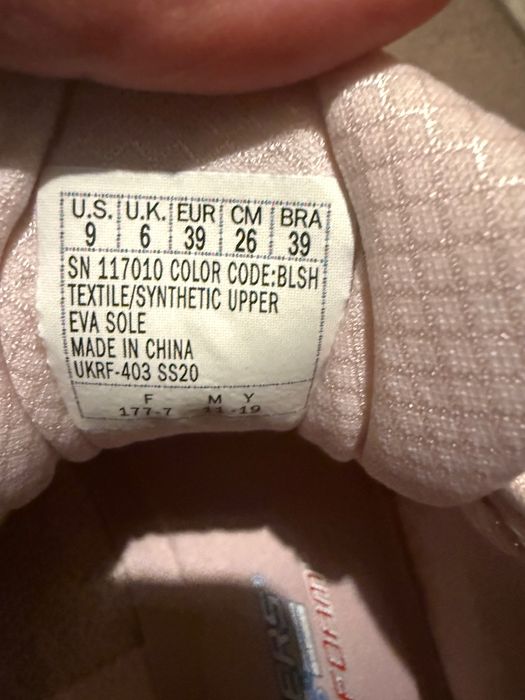 U.S. U.K. EUR CM BRA
9 6 39 26 39
SN 117010 COLOR CODE:BLSH
TEXTILE/SYNTHETIC UPPER
EVA SOLE
MADE IN CHINA
UKRF-403 SS20
F M Y
177-7 11-19